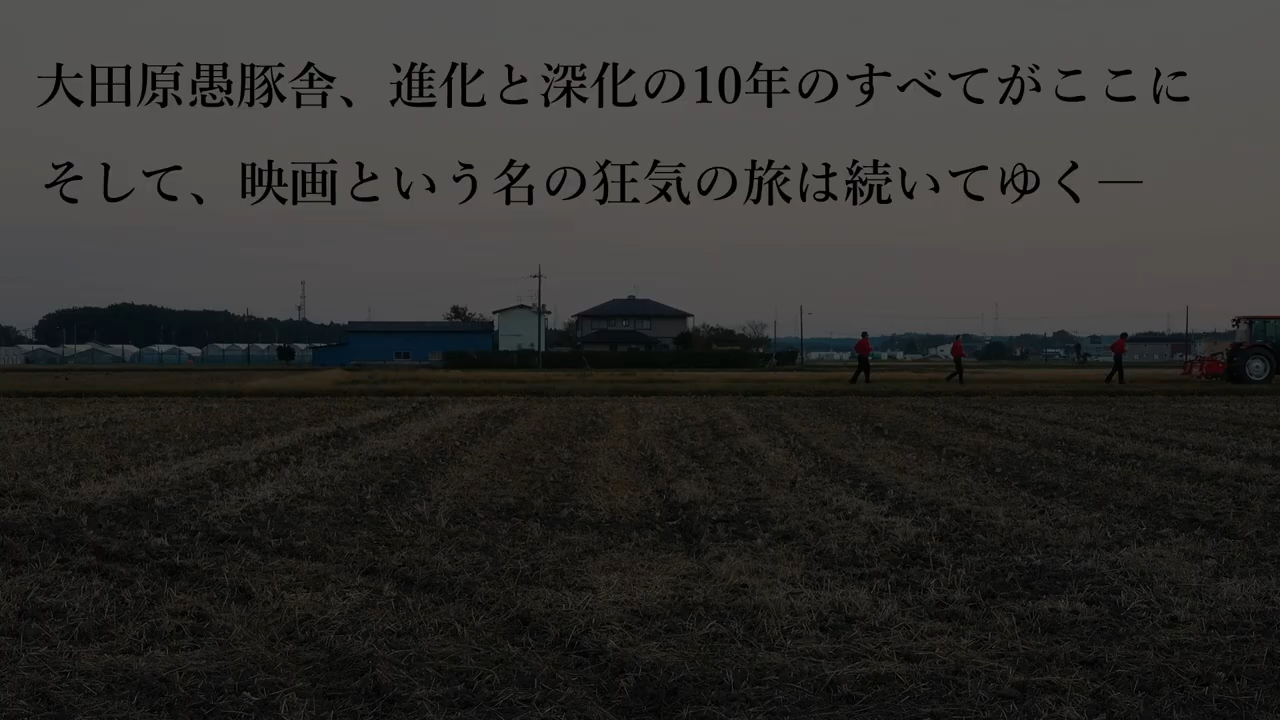 大田原愚豚舎、進化と深化の10年のすべてがここに
そして、映画という名の狂気の旅は続いてゆく―